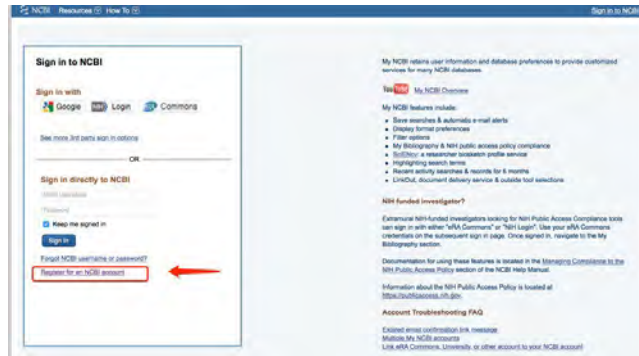 NCBI Resources How To Sign in to NCBI
Sign in to NCBI
Sign in with
Google Login Commons
See more 3rd party sign in options
OR
Sign in directly to NCBI
Password
Keep me signed in
Sign In
Forgot NCBI username or password?
Register for an NCBI account
My NCBI retains user information and database preferences to provide customized
services for many NCBI databases.
My NCBI Overview
My NCBI features include:
Save searches & automatic e-mail alerts
Display format preferences
Filter options
My Bibliography & NIH public access policy compliance
SciENcv: a researcher biosketch profile service
Highlighting search terms
Recent activity searches & records for 6 months
LinkOut, document delivery service & outside tool selections
NIH funded investigator?
Extramural NIH-funded investigators looking for NIH Public Access Compliance tools
can sign in with either "eRA Commons" or "NIH Login". Use your eRA Commons
credentials on the subsequent sign in page. Once signed in, navigate to the My
Bibliography section.
Documentation for using these features is located in the Managing Compliance to the
NIH Public Access Policy section of the NCBI Help Manual.
Information about the NIH Public Access Policy is located at
https://publicaccess.nih.gov.
Account Troubleshooting FAQ
Expired email confirmation link message
Multiple My NCBI accounts
Link eRA Commons, University, or other account to your NCBI account